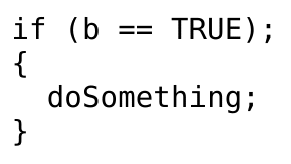 if (b == TRUE);
{
  doSomething;
}